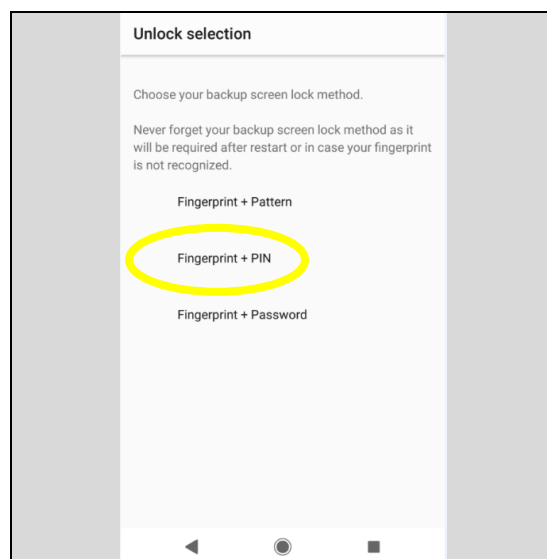 Unlock selection
Choose your backup screen lock method.
Never forget your backup screen lock method as it
will be required after restart or in case your fingerprint
is not recognized.
Fingerprint + Pattern
Fingerprint + PIN
Fingerprint + Password